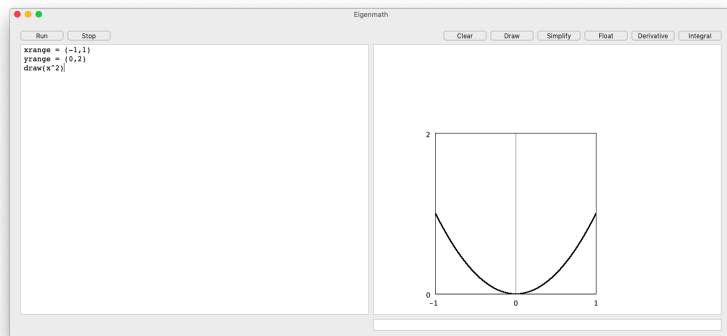 Eigenmath
Run Stop Clear Draw Simplify Float Derivative Integral
xrange = (-1,1)
yrange = (0,2)
draw(x^2)
2
0
-1 0 1